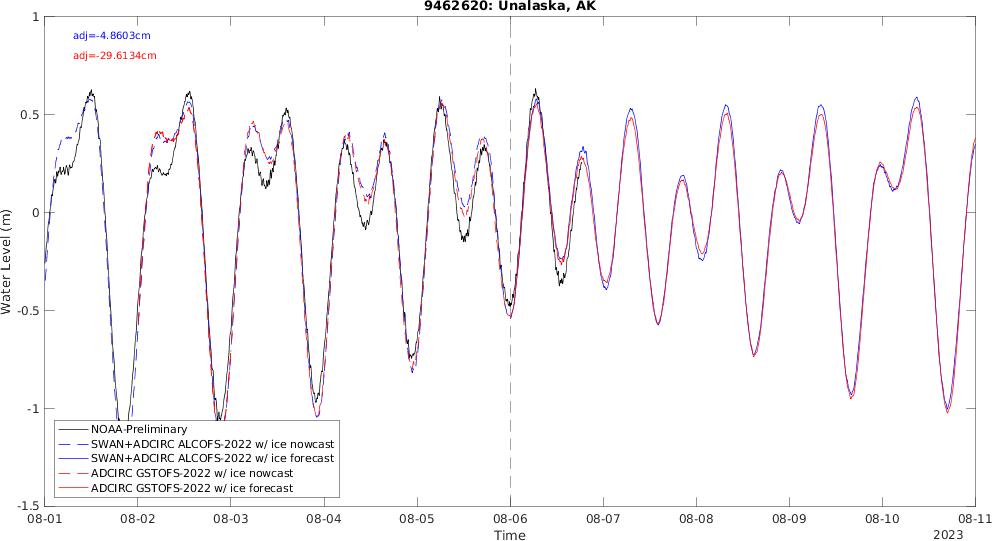 9462620: Unalaska, AK
adj=-4.8603cm
adj=-29.6134cm
Water Level (m)
1
0.5
0
-0.5
-1
-1.5
NOAA-Preliminary
SWAN+ADCIRC ALCOFS-2022 w/ ice nowcast
SWAN+ADCIRC ALCOFS-2022 w/ ice forecast
ADCIRC GSTOFS-2022 w/ ice nowcast
ADCIRC GSTOFS-2022 w/ ice forecast
08-01 08-02 08-03 08-04 08-05 08-06 08-07 08-08 08-09 08-10 08-11
Time
2023